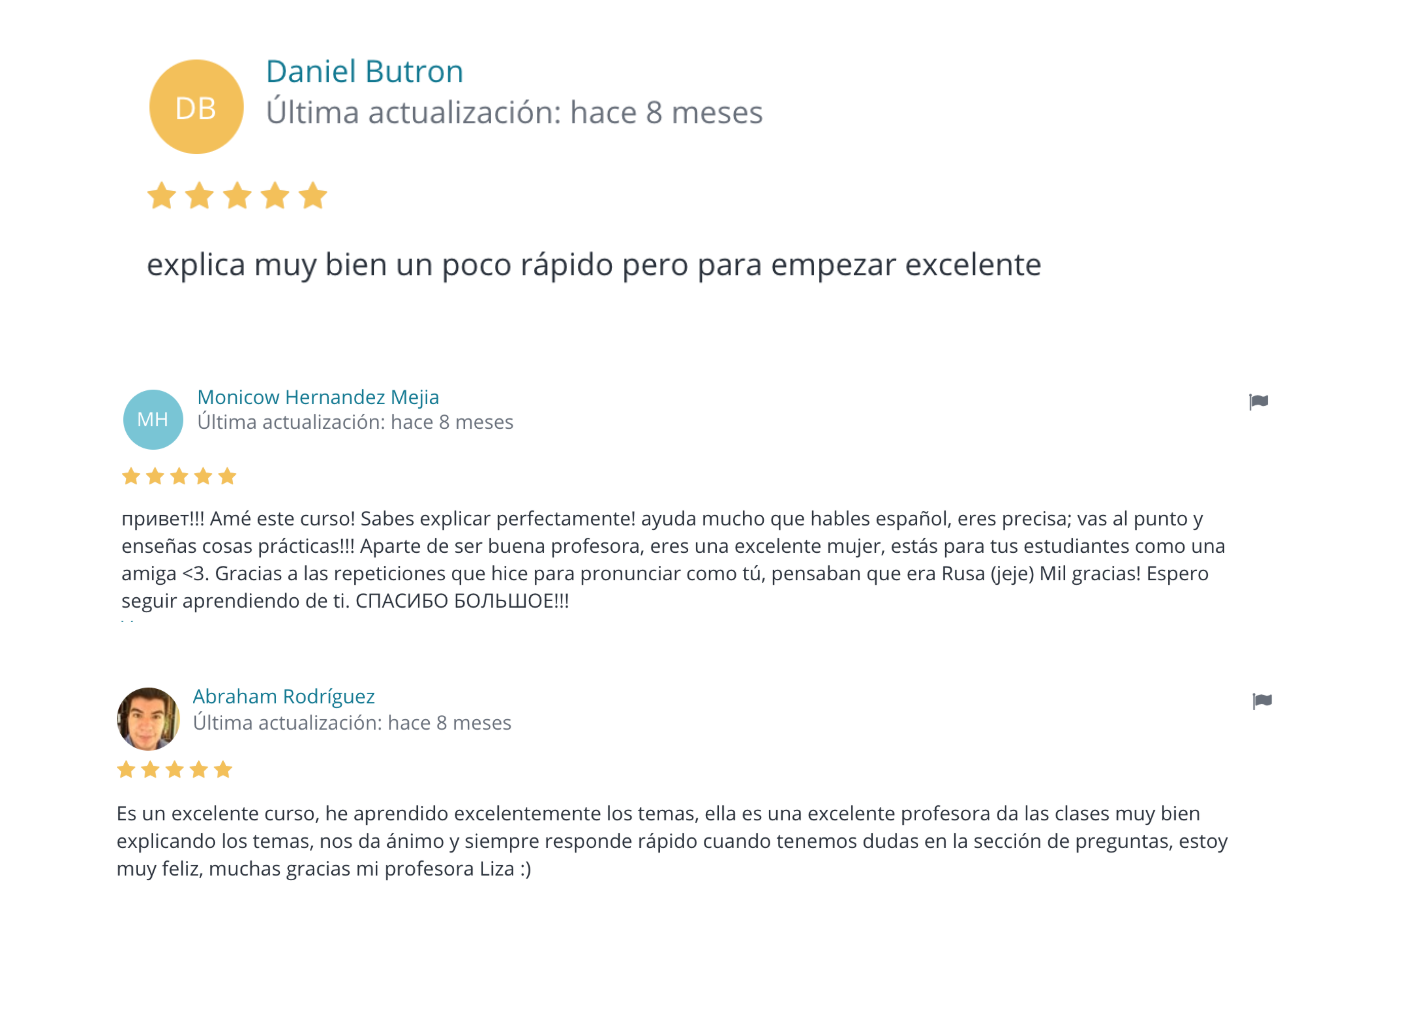 DB
Daniel Butron
Última actualización: hace 8 meses
explica muy bien un poco rápido pero para empezar excelente
MH
Monicow Hernandez Mejia
Última actualización: hace 8 meses
привет!!! Amé este curso! Sabes explicar perfectamente! ayuda mucho que hables español, eres precisa; vas al punto y
enseñas cosas prácticas!!! Aparte de ser buena profesora, eres una excelente mujer, estás para tus estudiantes como una
amiga <3. Gracias a las repeticiones que hice para pronunciar como tú, pensaban que era Rusa (jeje) Mil gracias! Espero
seguir aprendiendo de ti. СПАСИБО БОЛЬШОЕ!!!
Abraham Rodríguez
Última actualización: hace 8 meses
Es un excelente curso, he aprendido excelentemente los temas, ella es una excelente profesora da las clases muy bien
explicando los temas, nos da ánimo y siempre responde rápido cuando tenemos dudas en la sección de preguntas, estoy
muy feliz, muchas gracias mi profesora Liza :)